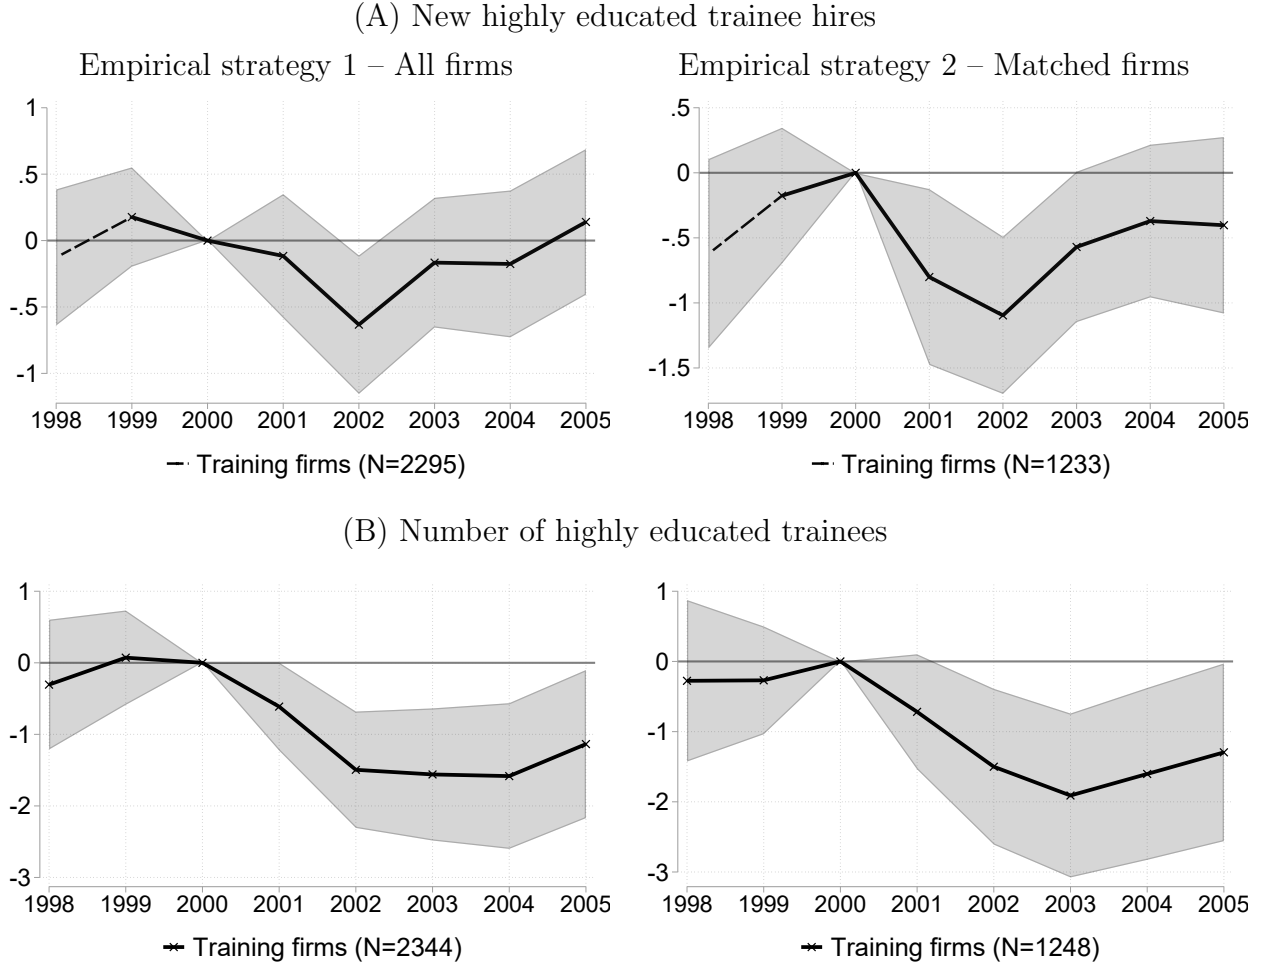 (A) New highly educated trainee hires
Empirical strategy 1 – All firms
1
.5
0
-.5
-1
1998 1999 2000 2001 2002 2003 2004 2005
Training firms (N=2295)
Empirical strategy 2 – Matched firms
.5
0
-.5
-1
-1.5
1998 1999 2000 2001 2002 2003 2004 2005
Training firms (N=1233)
(B) Number of highly educated trainees
1
0
-1
-2
-3
1998 1999 2000 2001 2002 2003 2004 2005
Training firms (N=2344)
1
0
-1
-2
-3
1998 1999 2000 2001 2002 2003 2004 2005
Training firms (N=1248)